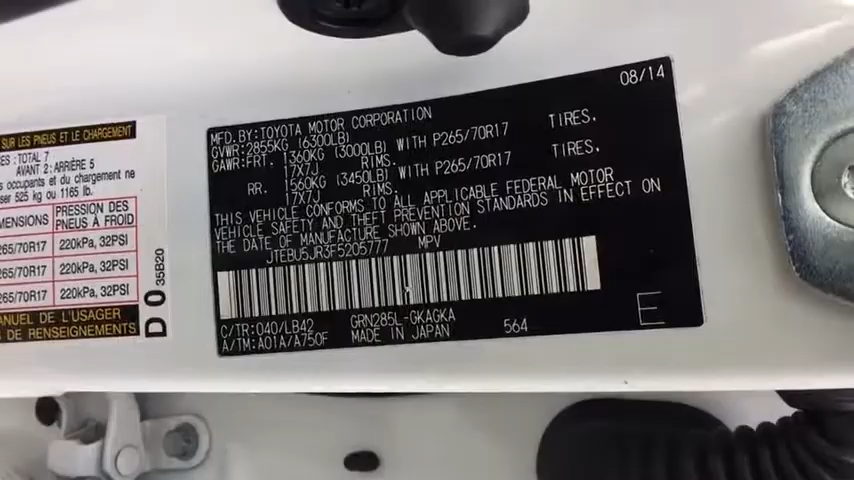 SUR LES PNEUS ET LE CHARGEMENT
TOTAL 7
AVANT 2: ARRIÈRE 5
occupants et du chargement ne
525 kg ou 1165 lb.
PRESSION DES
PNEUS À FROID
265/70R17 220kPa, 32PSI
265/70R17 220kPa, 32PSI
265/70R17 220kPa, 32PSI
MANUEL DE L'USAGER
DE RENSEIGNEMENTS
D0 35B20
08/14
MFD.BY:TOYOTA MOTOR CORPORATION
GVWR:2855KG (6300LB)
GAWR:FRT. 1360KG (3000LB) WITH P265/70R17 TIRES.
17X7J RIMS.
RR. 1560KG (3450LB) WITH P265/70R17 TIRES.
17X7J RIMS.
THIS VEHICLE CONFORMS TO ALL APPLICABLE FEDERAL MOTOR
VEHICLE SAFETY AND THEFT PREVENTION STANDARDS IN EFFECT ON
THE DATE OF MANUFACTURE SHOWN ABOVE.
JTEBU5JR3F5205777 MPV
C/TR:040/LB42 GRN285L-GKAGKA
A/TM:A01A/A750F MADE IN JAPAN 564 E